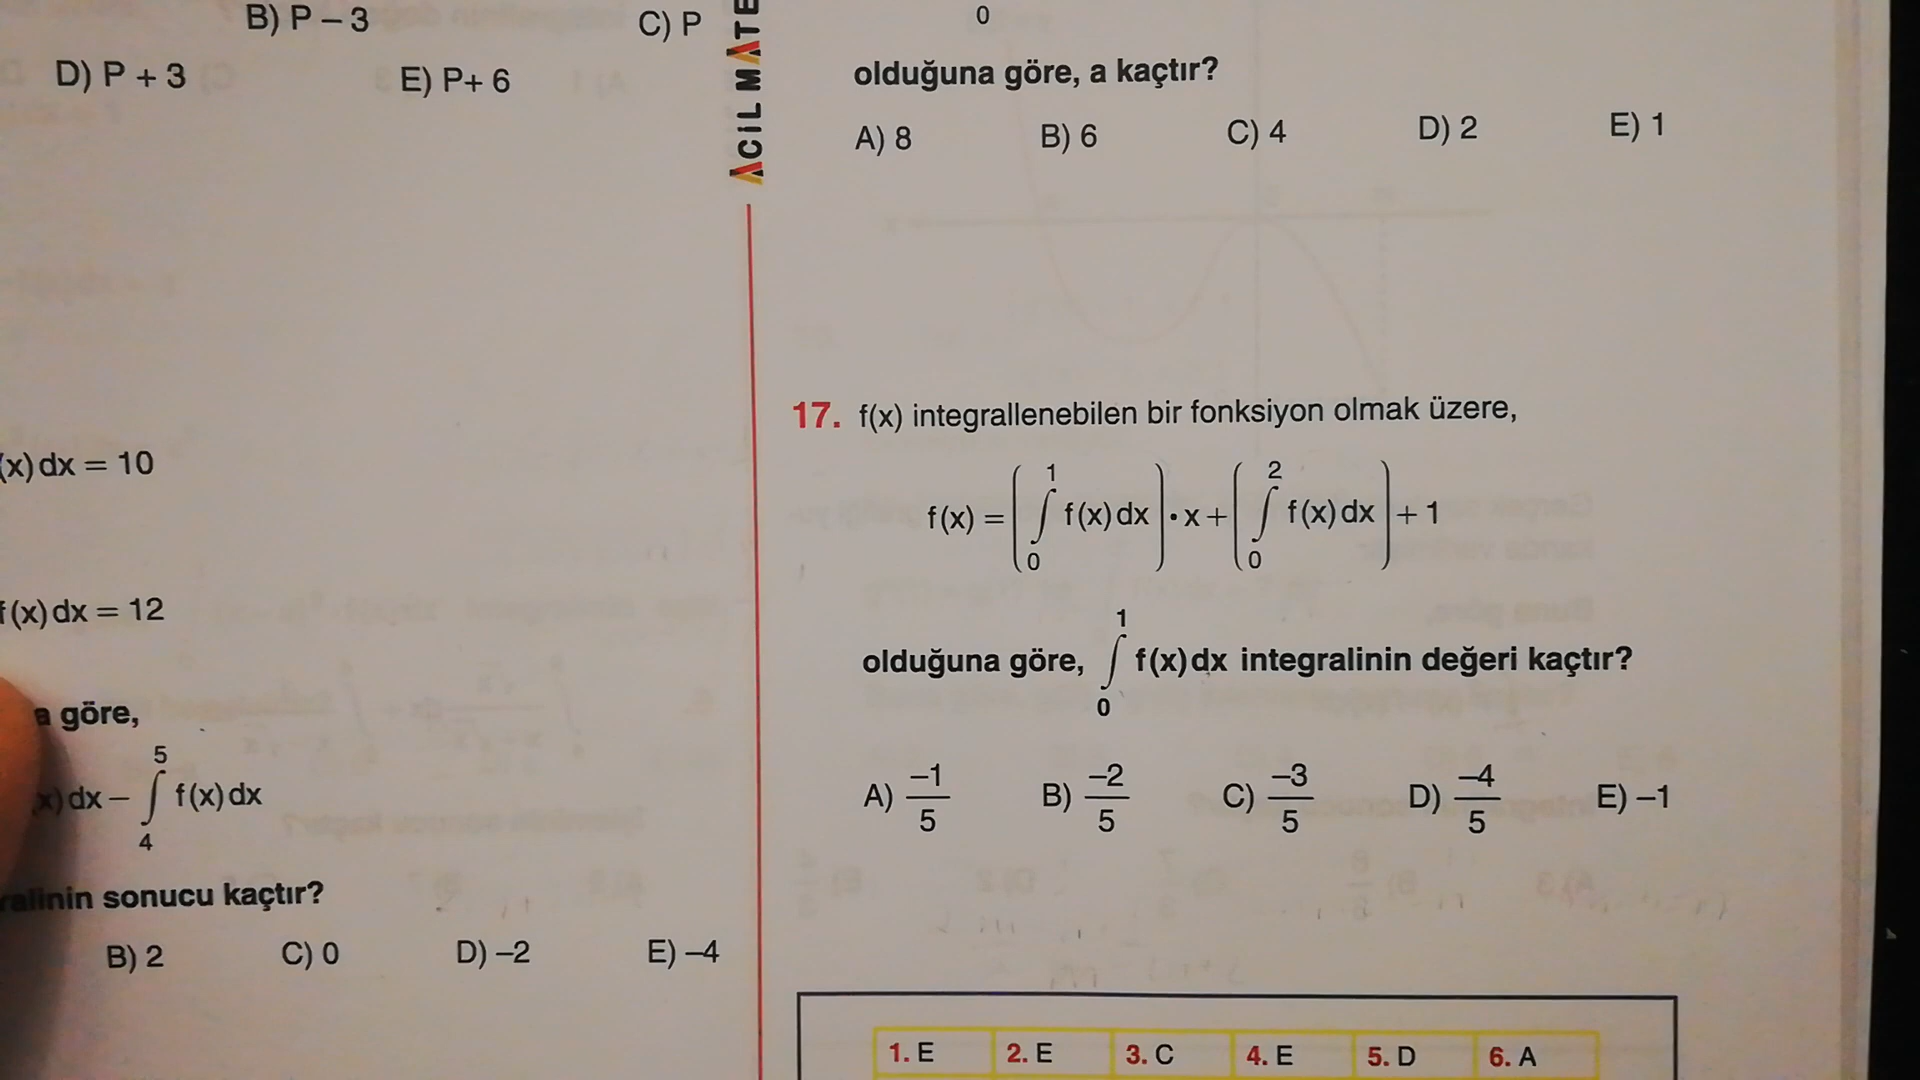 B) P – 3 C) P
D) P + 3 E) P+ 6
(x) dx = 10
f(x) dx = 12
a göre,
x) dx – ∫₄⁵ f(x) dx
ralinin sonucu kaçtır?
B) 2 C) 0 D) –2 E) –4
ACİL MATE
0
olduğuna göre, a kaçtır?
A) 8 B) 6 C) 4 D) 2 E) 1
17. f(x) integrallenebilen bir fonksiyon olmak üzere,
f(x) = (∫₀¹ f(x) dx) · x + (∫₀² f(x) dx) + 1
olduğuna göre, ∫₀¹ f(x) dx integralinin değeri kaçtır?
A) –1/5 B) –2/5 C) –3/5 D) –4/5 E) –1
1. E 2. E 3. C 4. E 5. D 6. A